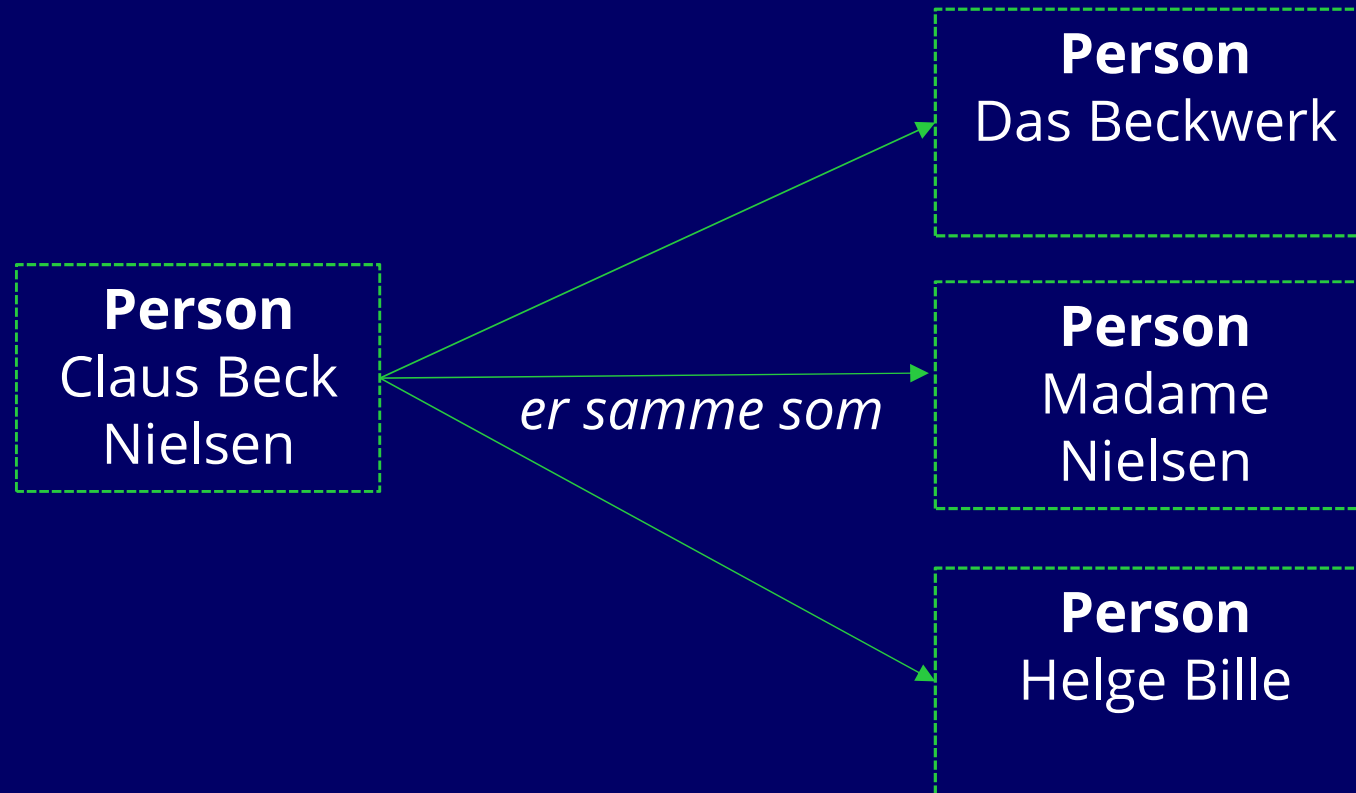 Person
Claus Beck
Nielsen
er samme som
Person
Das Beckwerk
Person
Madame
Nielsen
Person
Helge Bille